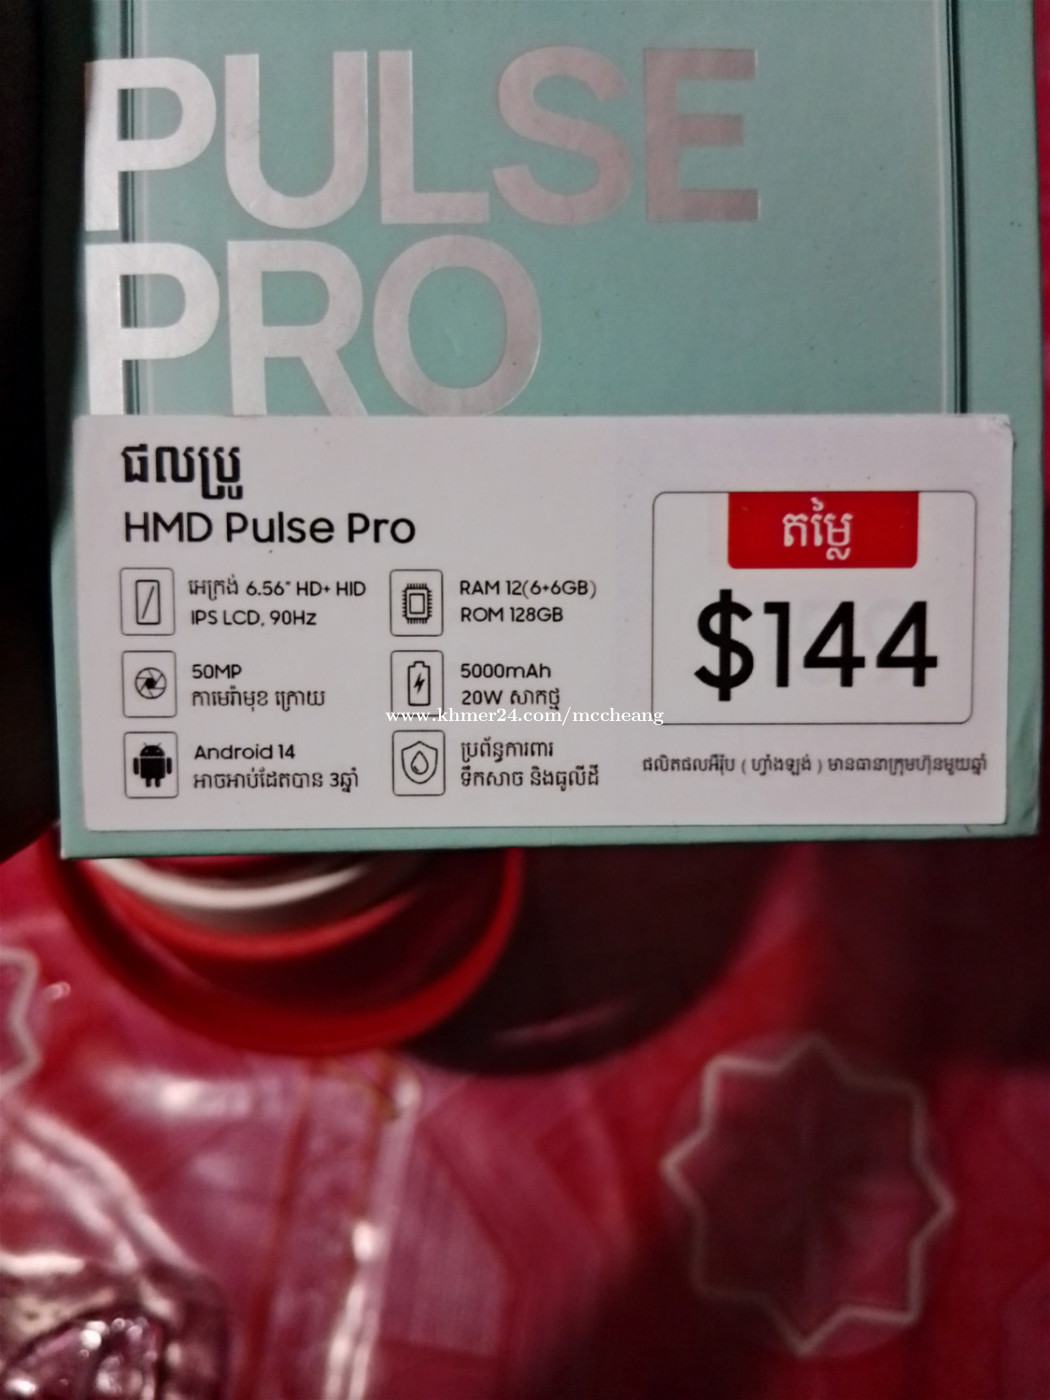 PULSE
PRO
ផលប្រូ
HMD Pulse Pro
អេក្រង់ 6.56" HD+ HID
IPS LCD, 90Hz
RAM 12(6+6GB)
ROM 128GB
50MP
កាមេរ៉ាមុខ ក្រោយ
5000mAh
20W សាកថ្ម
Android 14
អាចអាប់ដែតបាន 3ឆ្នាំ
ប្រព័ន្ធការពារ
ទឹកសាច និងធូលីដី
តម្លៃ
$144
ផលិតផលអឺរ៉ុប ( ហ្វាំងឡង់ ) មានធានាក្រុមហ៊ុនមួយឆ្នាំ
www.khmer24.com/mccheang